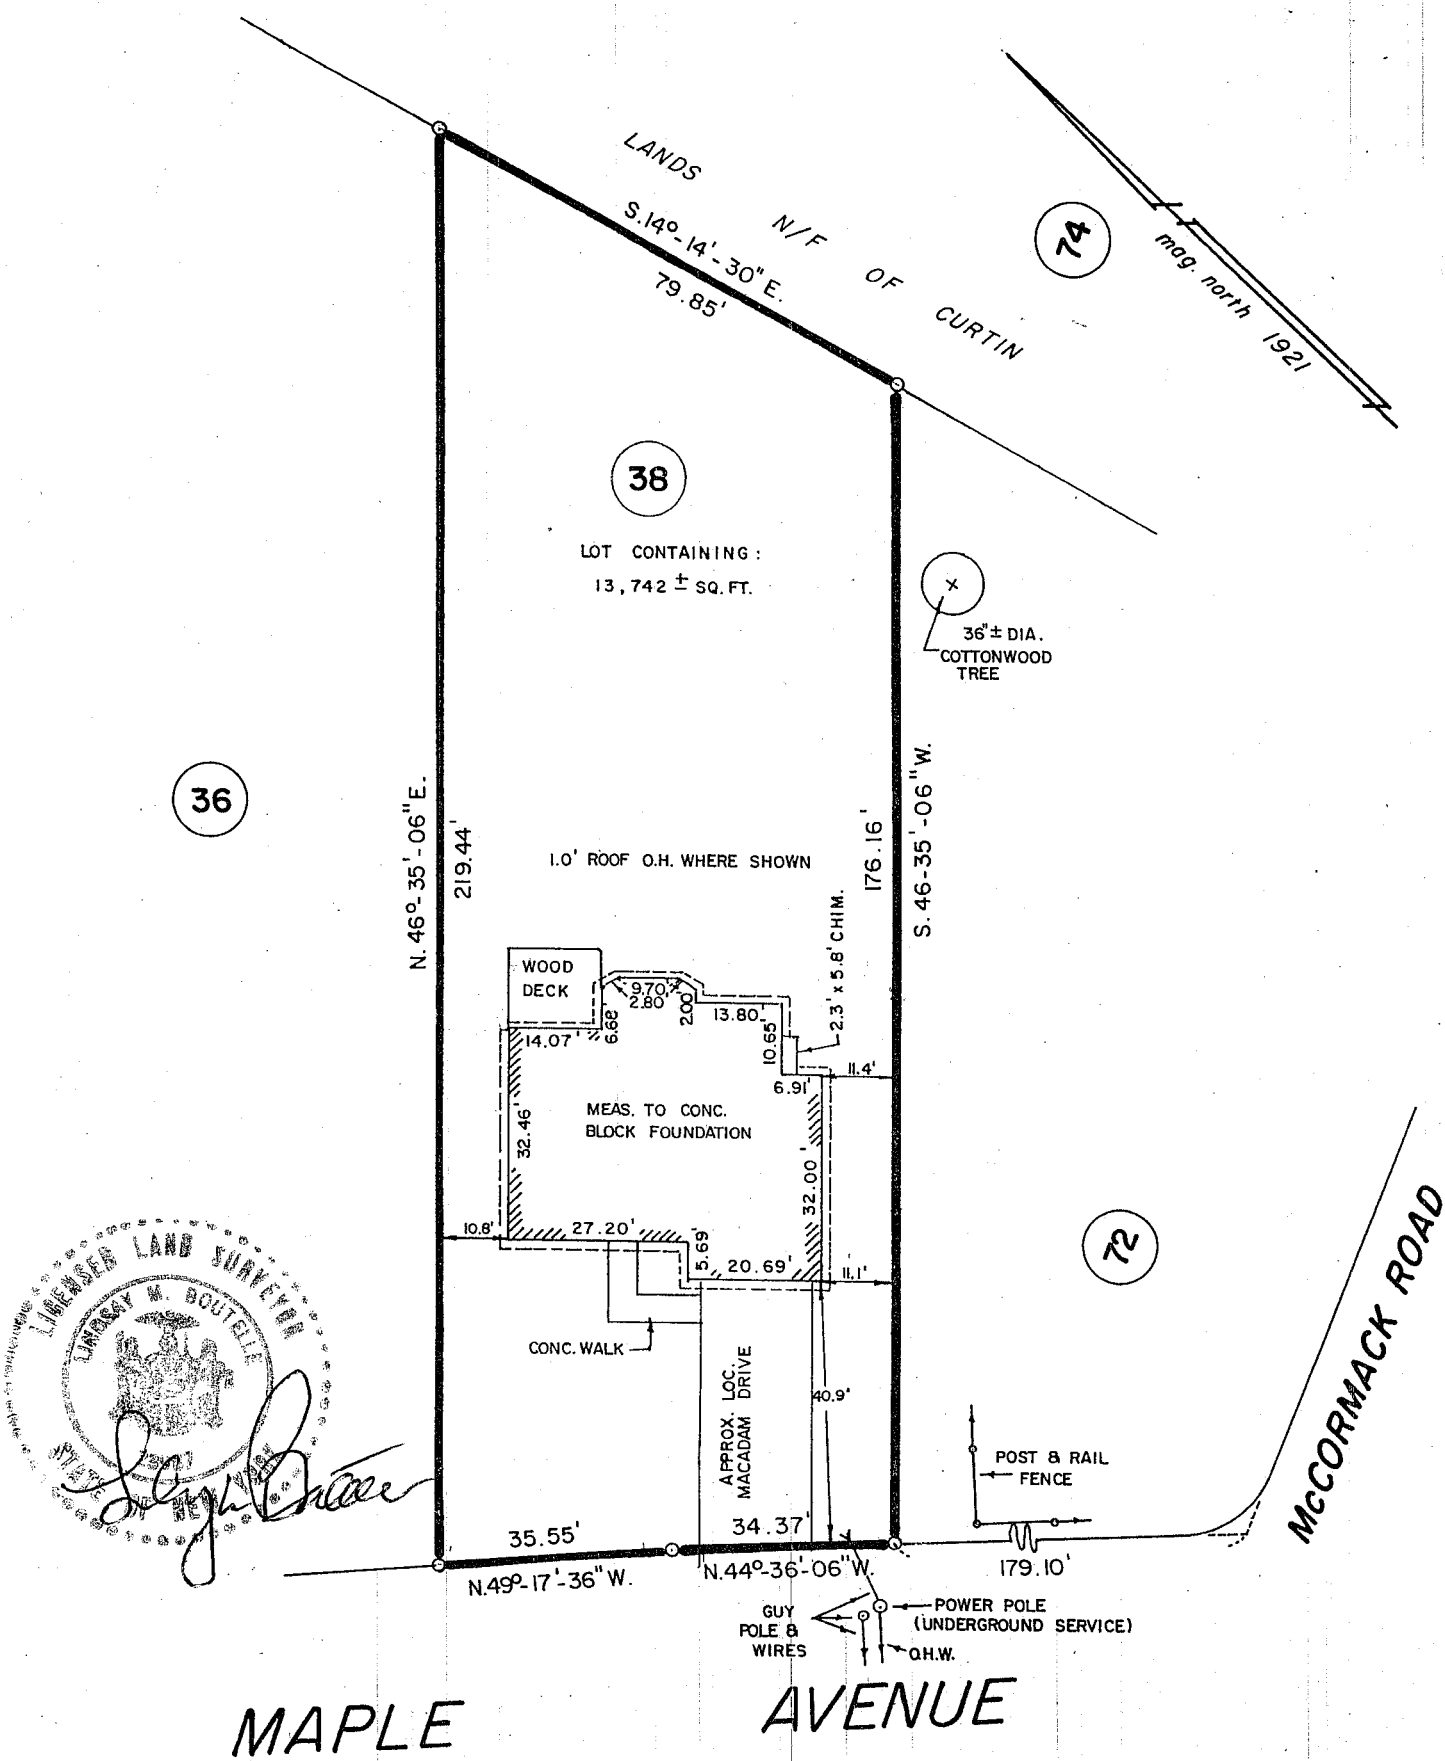 LANDS N/F OF CURTIN
S.14°-14'-30"E.
79.85'
74
mag. north 1921
38
LOT CONTAINING :
13,742 ± SQ. FT.
36"± DIA.
COTTONWOOD
TREE
36
N. 46°-35'-06"E.
219.44'
176.16'
S. 46-35'-06"W.
1.0' ROOF O.H. WHERE SHOWN
2.3' x 5.8' CHIM.
WOOD
DECK
9.70'
2.80'
2.00'
13.80'
14.07'
6.68
10.65'
6.91'
11.4'
MEAS. TO CONC.
BLOCK FOUNDATION
32.46'
32.00'
10.8'
27.20'
5.69'
20.69'
11.1'
72
McCORMACK ROAD
LICENSED LAND SURVEYOR
LINDSAY M. BOUTELLE
STATE OF NEW YORK
CONC. WALK
APPROX. LOC.
MACADAM DRIVE
40.9'
POST & RAIL
FENCE
35.55'
34.37'
N.49°-17'-36"W.
N.44°-36'-06"W.
179.10'
GUY
POLE &
WIRES
POWER POLE
(UNDERGROUND SERVICE)
O.H.W.
MAPLE AVENUE